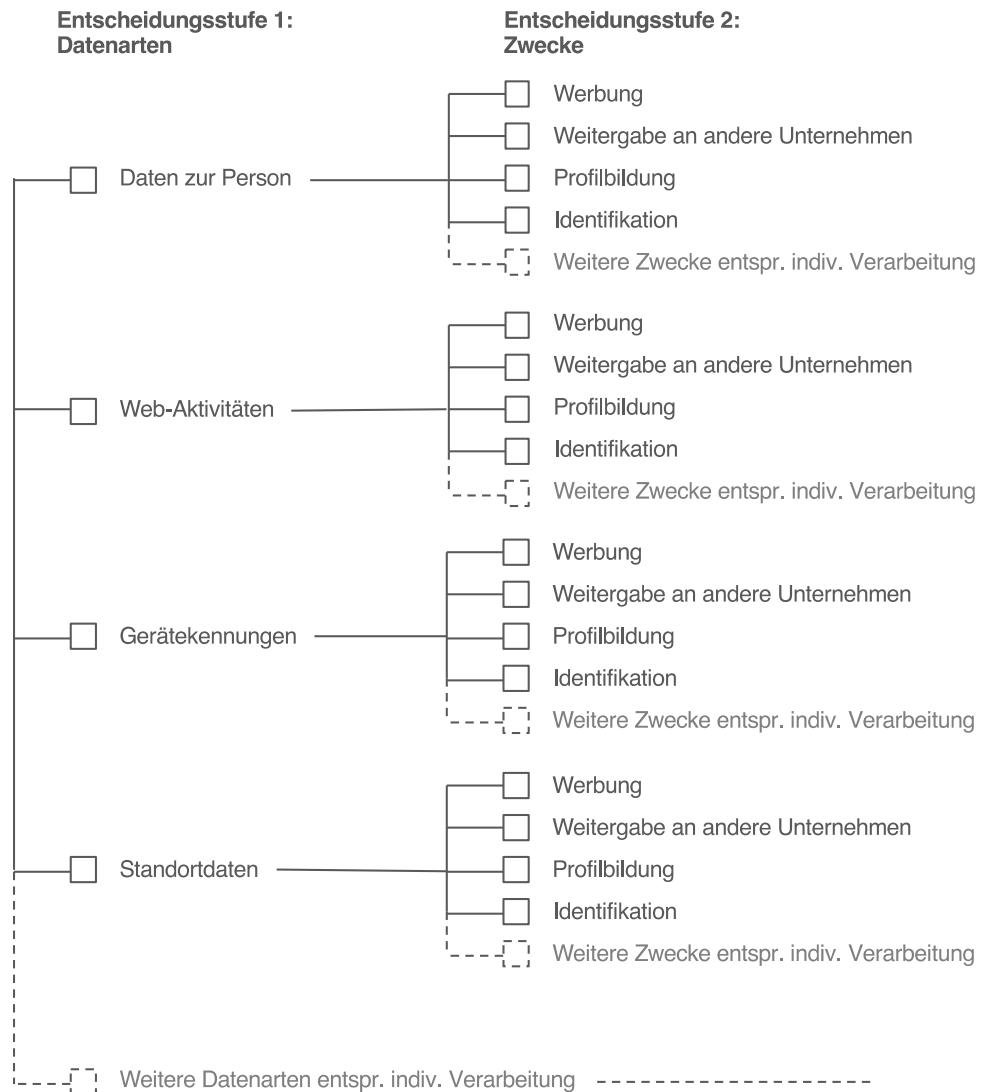 Entscheidungsstufe 1:
Datenarten
Entscheidungsstufe 2:
Zwecke
Daten zur Person
Werbung
Weitergabe an andere Unternehmen
Profilbildung
Identifikation
Weitere Zwecke entspr. indiv. Verarbeitung
Web-Aktivitäten
Werbung
Weitergabe an andere Unternehmen
Profilbildung
Identifikation
Weitere Zwecke entspr. indiv. Verarbeitung
Gerätekennungen
Werbung
Weitergabe an andere Unternehmen
Profilbildung
Identifikation
Weitere Zwecke entspr. indiv. Verarbeitung
Standortdaten
Werbung
Weitergabe an andere Unternehmen
Profilbildung
Identifikation
Weitere Zwecke entspr. indiv. Verarbeitung
Weitere Datenarten entspr. indiv. Verarbeitung